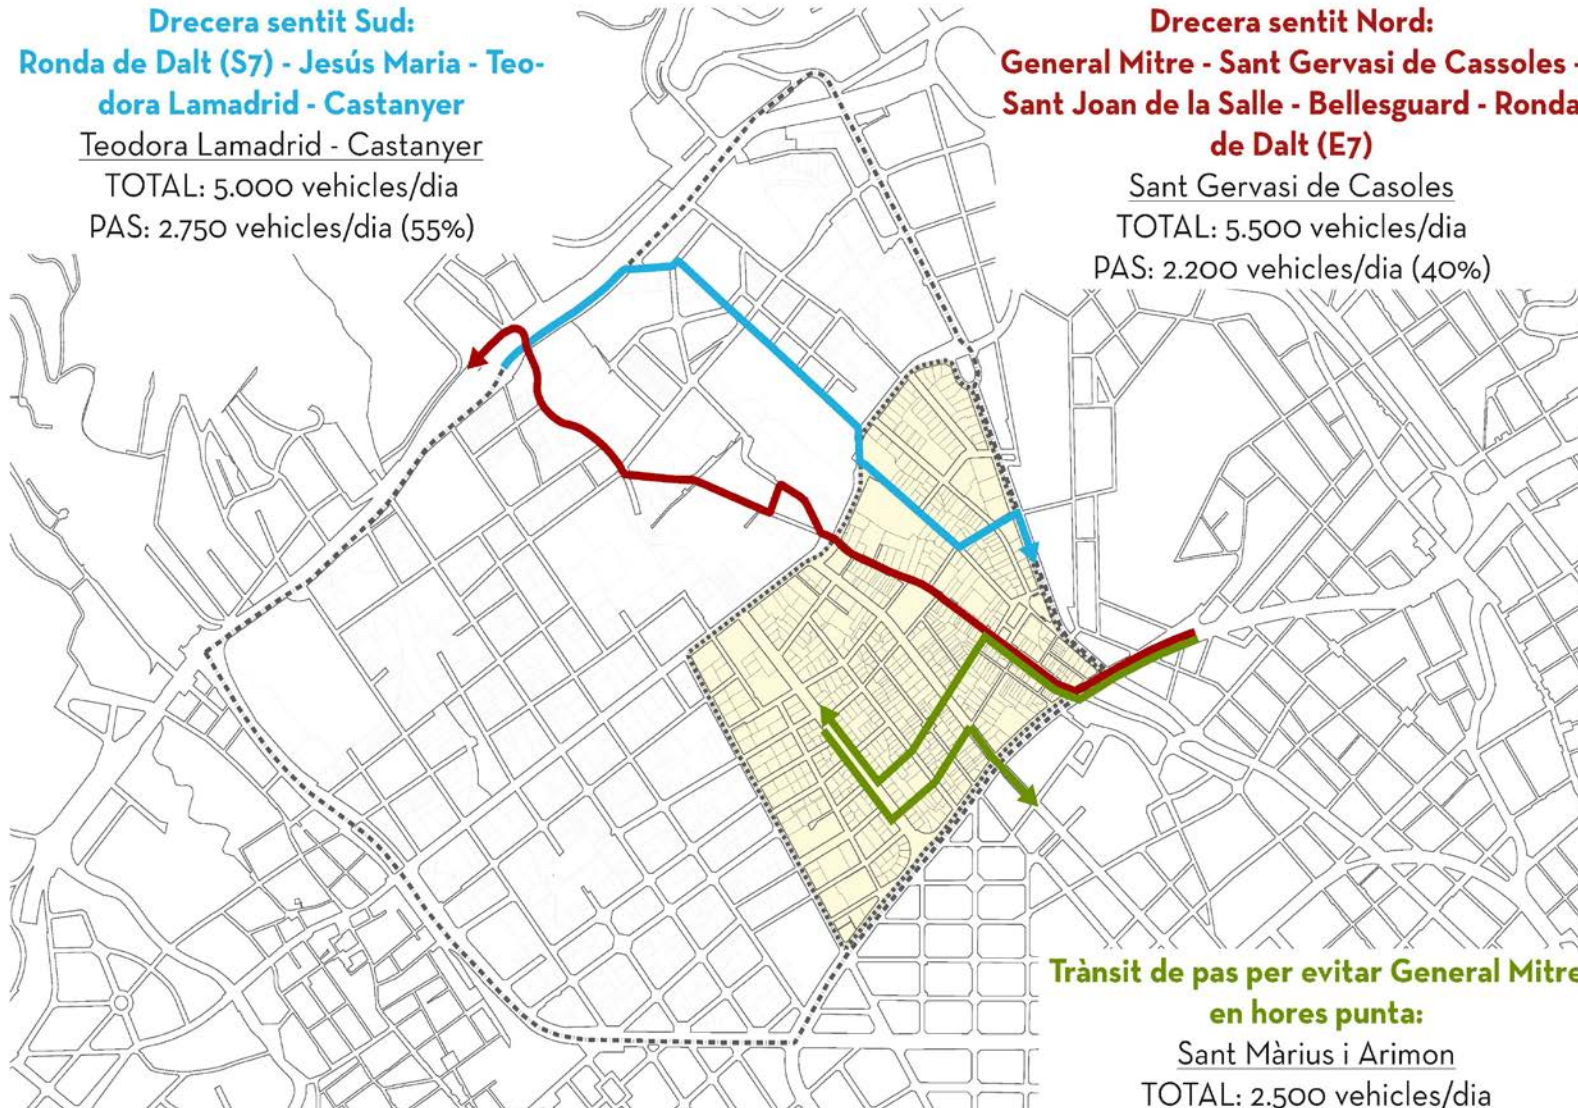 Drecera sentit Sud:
Ronda de Dalt (S7) - Jesús Maria - Teo-
dora Lamadrid - Castanyer
Teodora Lamadrid - Castanyer
TOTAL: 5.000 vehicles/dia
PAS: 2.750 vehicles/dia (55%)
Drecera sentit Nord:
General Mitre - Sant Gervasi de Cassoles -
Sant Joan de la Salle - Bellesguard - Ronda
de Dalt (E7)
Sant Gervasi de Casoles
TOTAL: 5.500 vehicles/dia
PAS: 2.200 vehicles/dia (40%)
Trànsit de pas per evitar General Mitre
en hores punta:
Sant Màrius i Arimon
TOTAL: 2.500 vehicles/dia